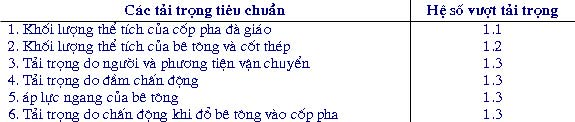 Các tải trọng tiêu chuẩn Hệ số vượt tải trọng
1. Khối lượng thể tích của cốp pha đà giáo 1.1
2. Khối lượng thể tích của bê tông và cốt thép 1.2
3. Tải trọng do người và phương tiện vận chuyển 1.3
4. Tải trọng do đầm chấn động 1.3
5. áp lực ngang của bê tông 1.3
6. Tải trọng do chấn động khi đổ bê tông vào cốp pha 1.3